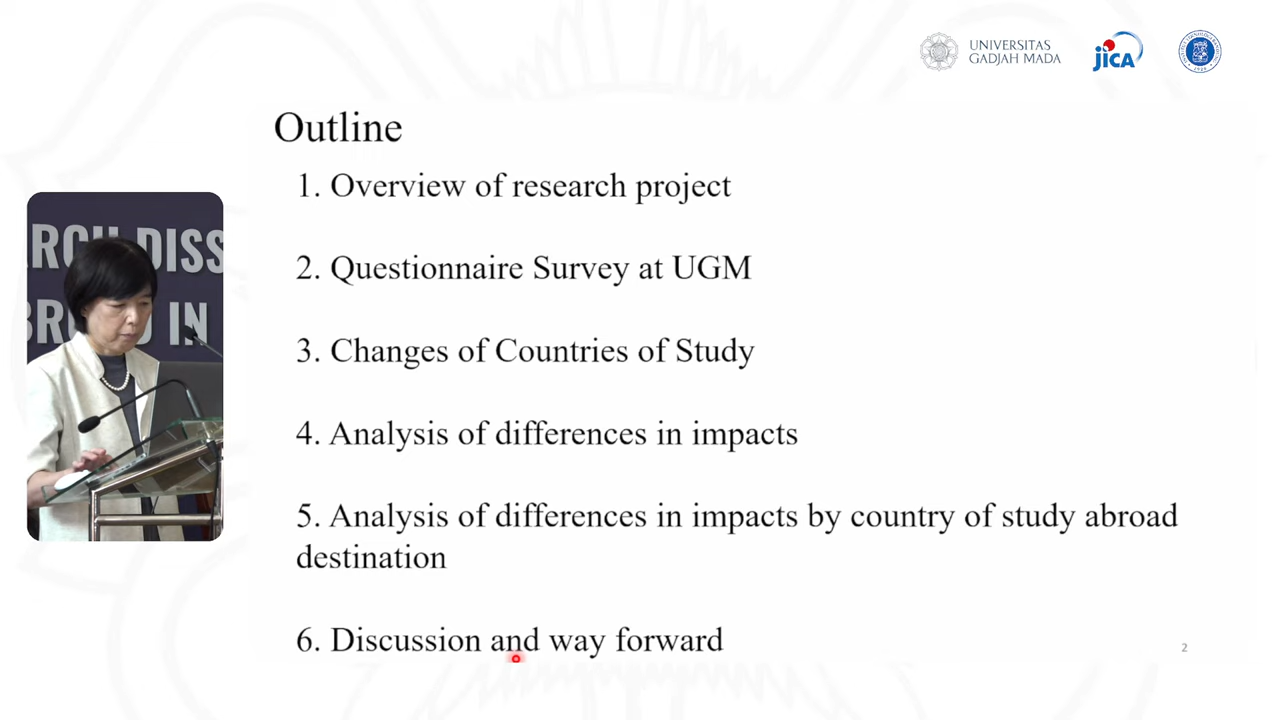 UNIVERSITAS
GADJAH MADA
JICA
Outline
1. Overview of research project
2. Questionnaire Survey at UGM
3. Changes of Countries of Study
4. Analysis of differences in impacts
5. Analysis of differences in impacts by country of study abroad
destination
6. Discussion and way forward
2
DISS
IN